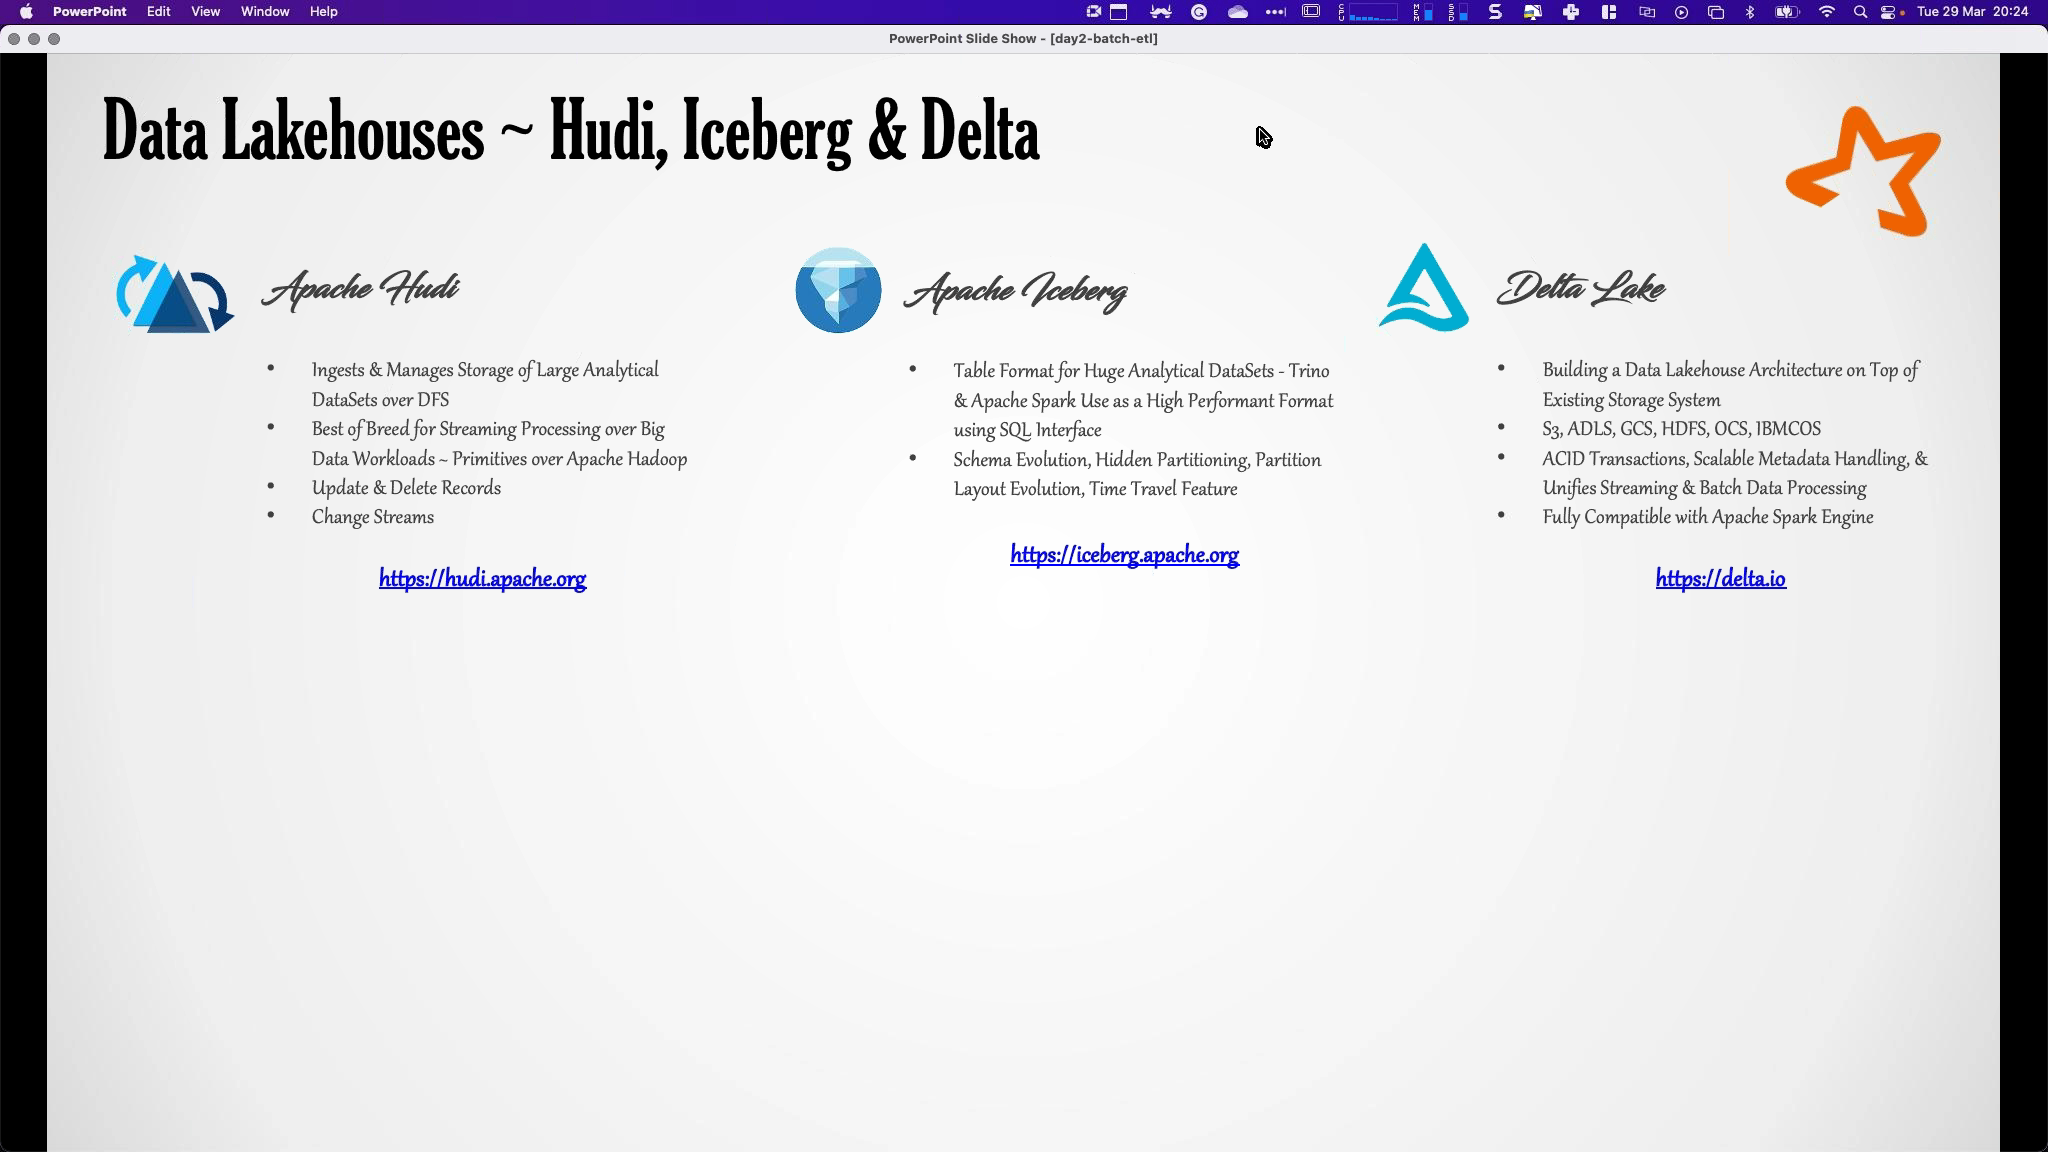 PowerPoint Edit View Window Help
Tue 29 Mar 20:24
PowerPoint Slide Show - [day2-batch-etl]
Data Lakehouses ~ Hudi, Iceberg & Delta
Apache Hudi
• Ingests & Manages Storage of Large Analytical
DataSets over DFS
• Best of Breed for Streaming Processing over Big
Data Workloads ~ Primitives over Apache Hadoop
• Update & Delete Records
• Change Streams
https://hudi.apache.org
Apache Iceberg
• Table Format for Huge Analytical DataSets - Trino
& Apache Spark Use as a High Performant Format
using SQL Interface
• Schema Evolution, Hidden Partitioning, Partition
Layout Evolution, Time Travel Feature
https://iceberg.apache.org
Delta Lake
• Building a Data Lakehouse Architecture on Top of
Existing Storage System
• S3, ADLS, GCS, HDFS, OCS, IBMCOS
• ACID Transactions, Scalable Metadata Handling, &
Unifies Streaming & Batch Data Processing
• Fully Compatible with Apache Spark Engine
https://delta.io